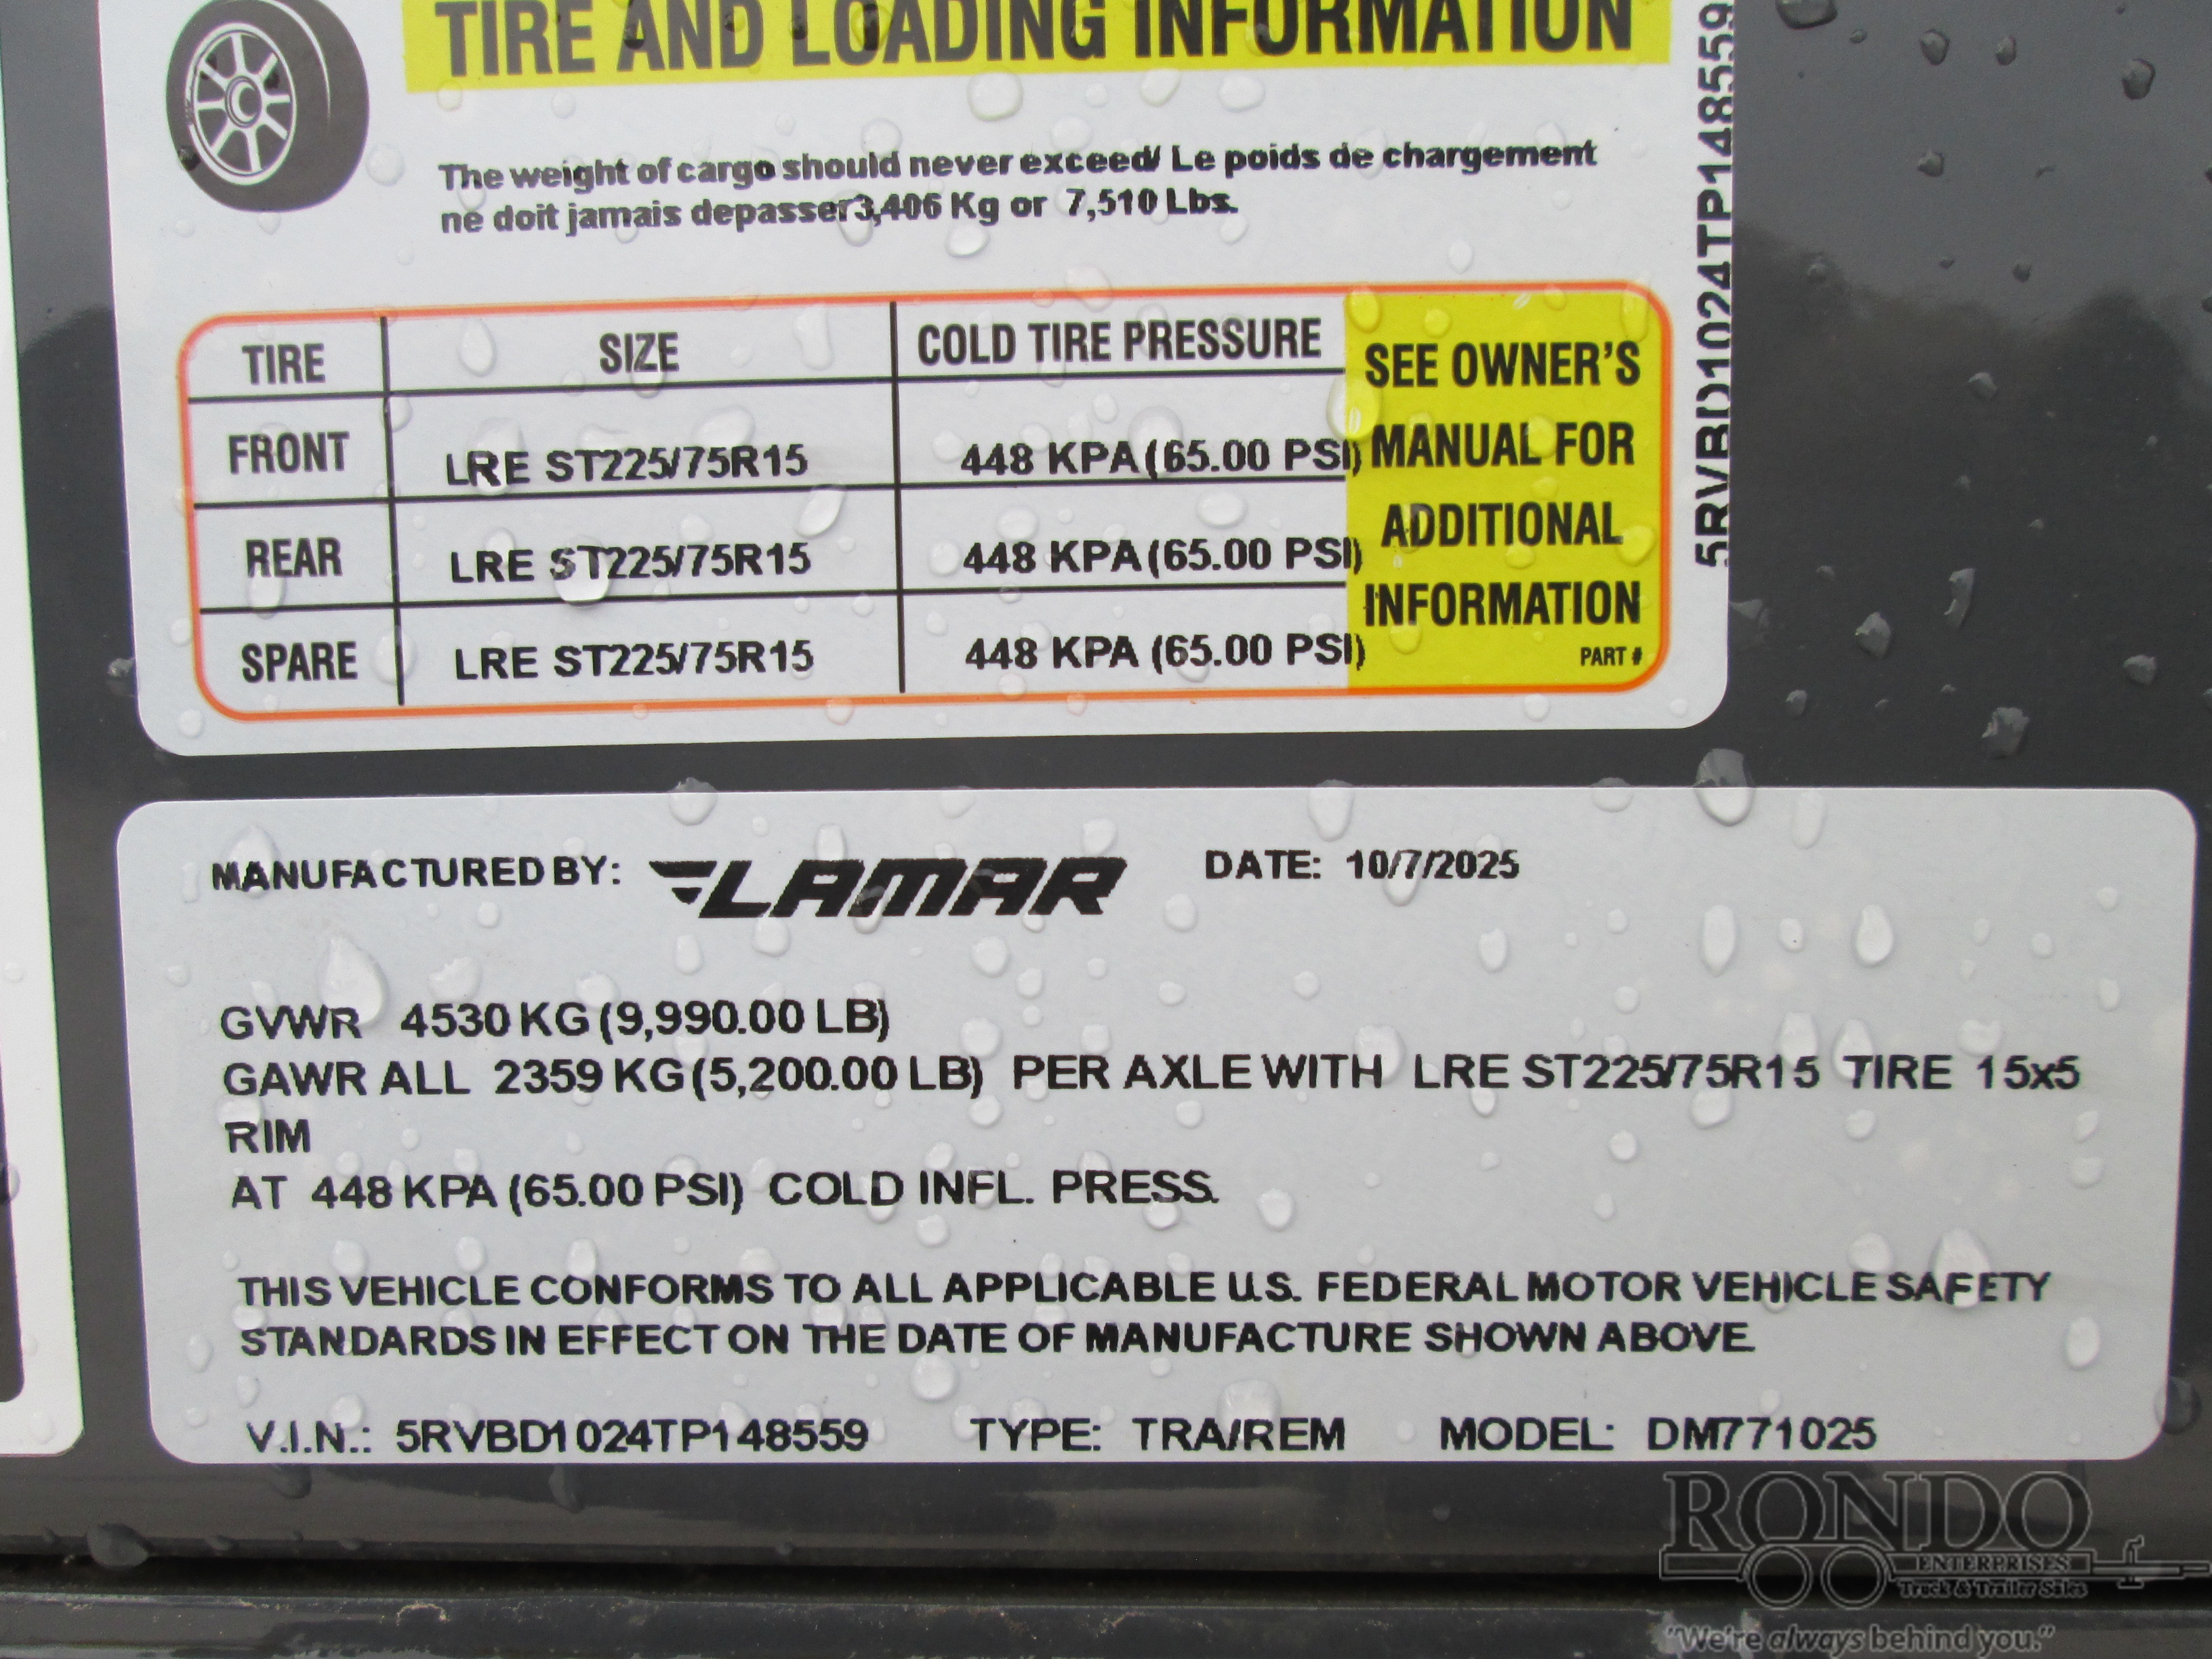 TIRE AND LOADING INFORMATION
The weight of cargo should never exceed/ Le poids de chargement
ne doit jamais depasser3,406 Kg or 7,510 Lbs.
TIRE SIZE COLD TIRE PRESSURE
FRONT LRE ST225/75R15 448 KPA (65.00 PSI)
REAR LRE ST225/75R15 448 KPA (65.00 PSI)
SPARE LRE ST225/75R15 448 KPA (65.00 PSI)
SEE OWNER'S
MANUAL FOR
ADDITIONAL
INFORMATION
PART #
5RVBD1024TP148559
MANUFACTURED BY: LAMAR DATE: 10/7/2025
GVWR 4530 KG (9,990.00 LB)
GAWR ALL 2359 KG (5,200.00 LB) PER AXLE WITH LRE ST225/75R15 TIRE 15x5
RIM
AT 448 KPA (65.00 PSI) COLD INFL. PRESS.
THIS VEHICLE CONFORMS TO ALL APPLICABLE U.S. FEDERAL MOTOR VEHICLE SAFETY
STANDARDS IN EFFECT ON THE DATE OF MANUFACTURE SHOWN ABOVE.
V.I.N.: 5RVBD1024TP148559 TYPE: TRA/REM MODEL: DM771025
RONDO
ENTERPRISES
Truck & Trailer Sales
"We're always behind you."